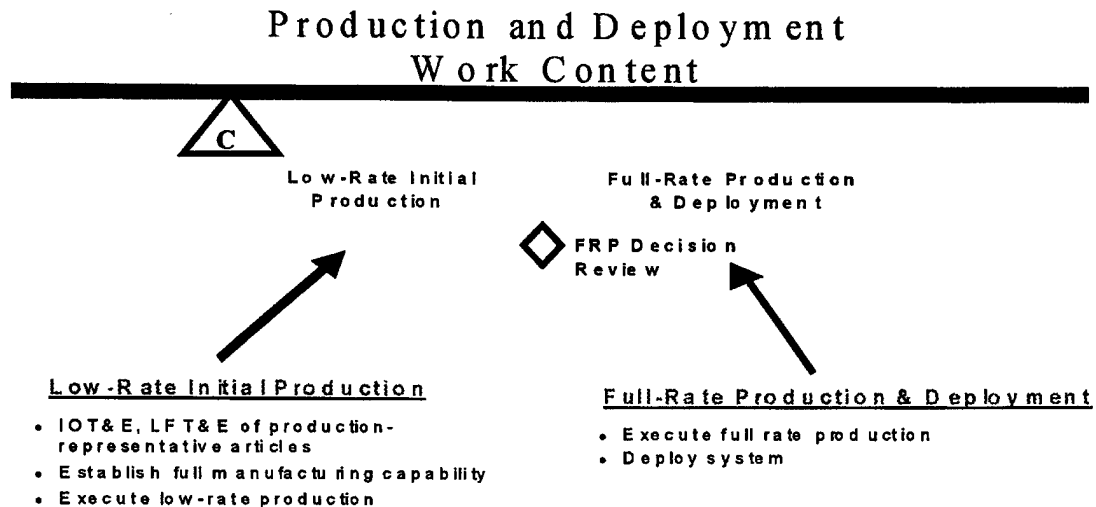 Production and Deployment
Work Content
C
Low-Rate Initial
Production
Full-Rate Production
& Deployment
FRP Decision
Review
Low-Rate Initial Production
• IOT&E, LFT&E of production-
representative articles
• Establish full manufacturing capability
• Execute low-rate production
Full-Rate Production & Deployment
• Execute full rate production
• Deploy system